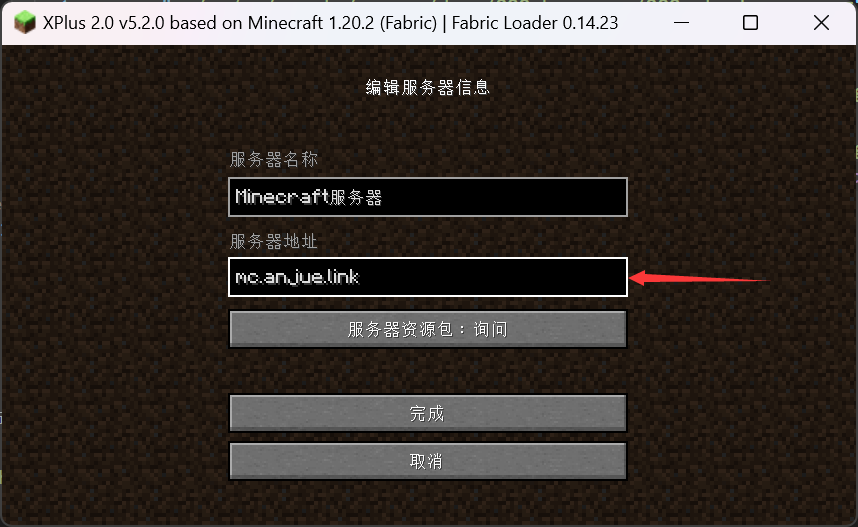 XPlus 2.0 v5.2.0 based on Minecraft 1.20.2 (Fabric) | Fabric Loader 0.14.23
编辑服务器信息
服务器名称
Minecraft服务器
服务器地址
mc.anjue.link
服务器资源包：询问
完成
取消